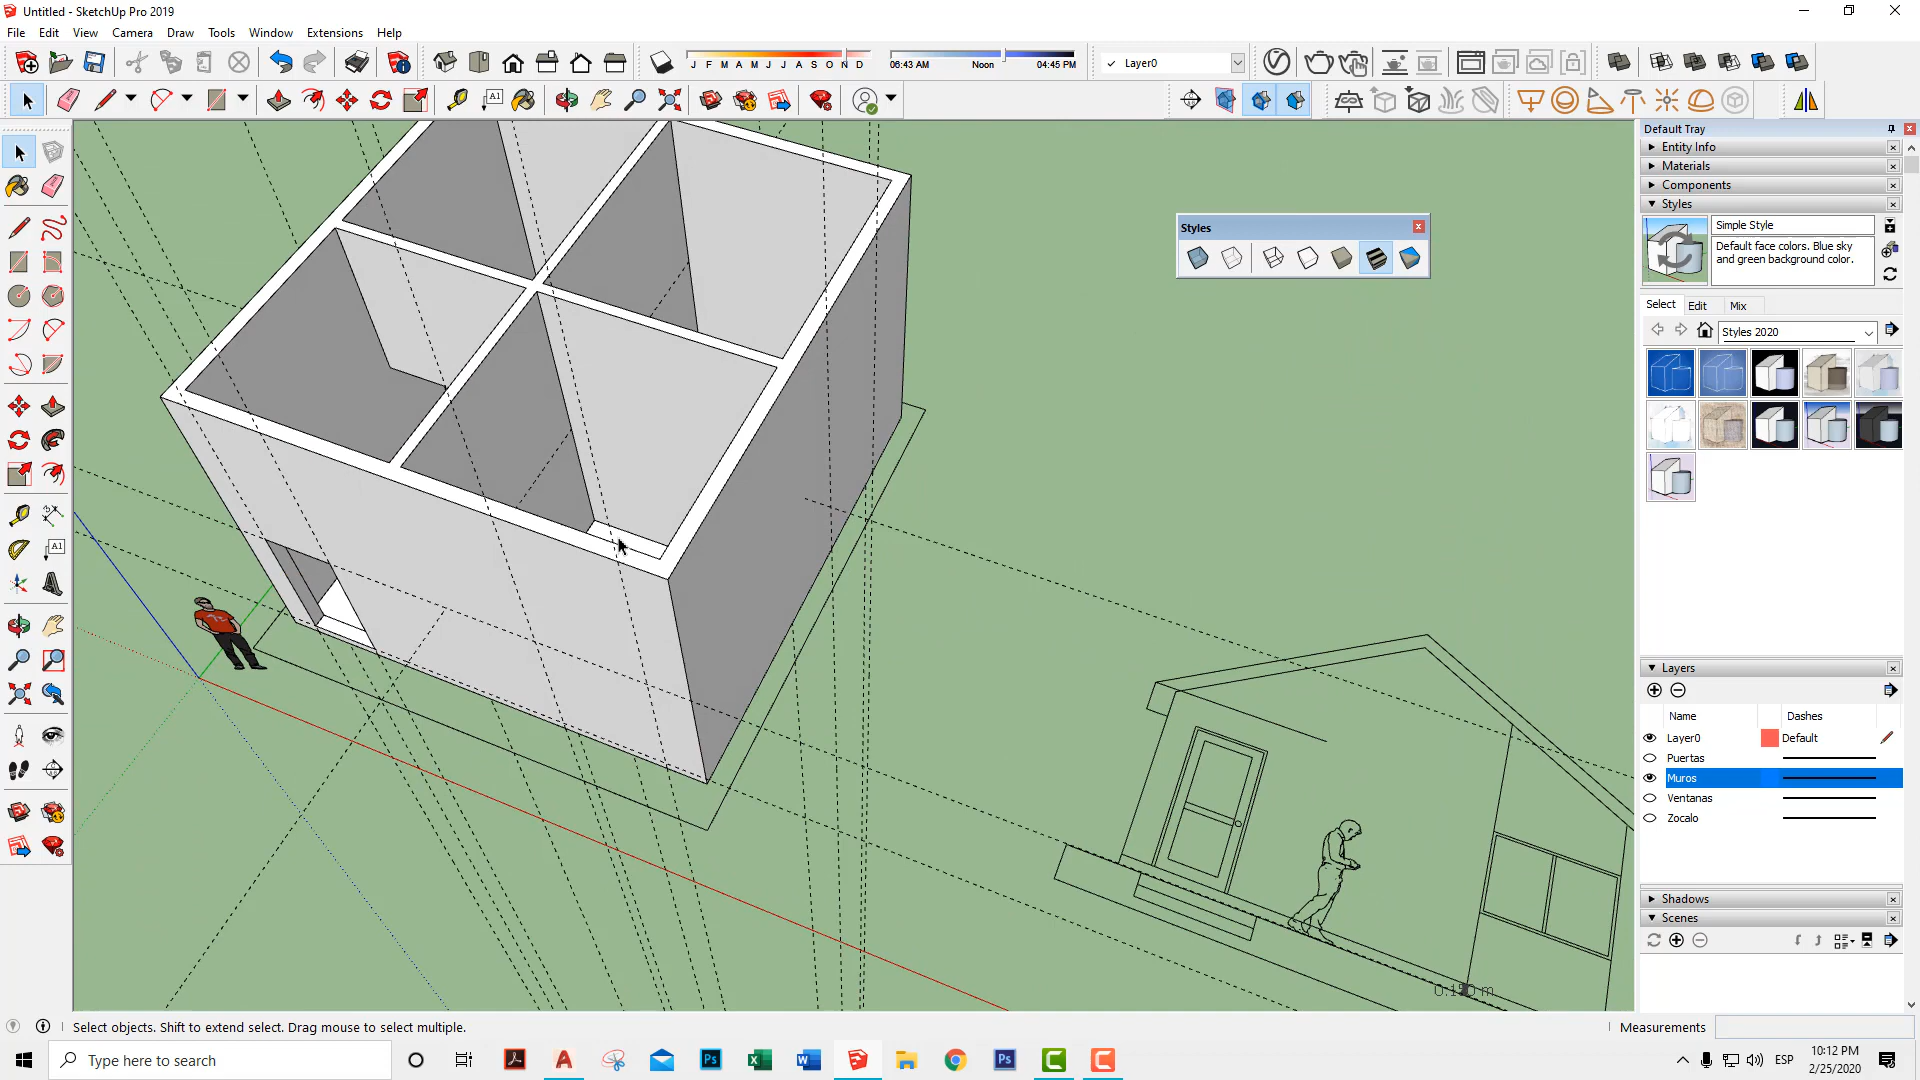 Untitled - SketchUp Pro 2019
File Edit View Camera Draw Tools Window Extensions Help
J F M A M J J A S O N D
06:43 AM Noon 04:45 PM
Layer0
A1
Default Tray
Entity Info
Materials
Components
Styles
Simple Style
Default face colors. Blue sky
and green background color.
Select Edit Mix
Styles 2020
Styles
A1
Layers
Name Dashes
Layer0 Default
Puertas
Muros
Ventanas
Zocalo
Shadows
Scenes
Select objects. Shift to extend select. Drag mouse to select multiple.
Measurements
Type here to search
ESP
10:12 PM
2/25/2020